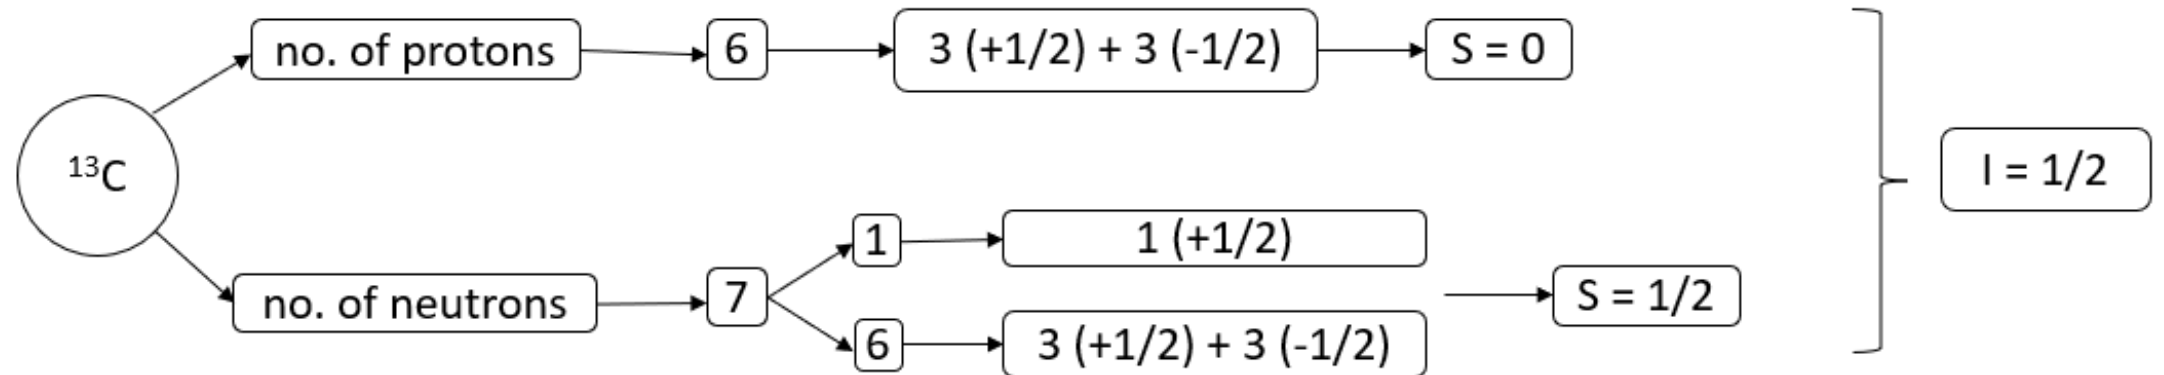 ¹³C
no. of protons
6
3 (+1/2) + 3 (-1/2)
S = 0
no. of neutrons
7
1
1 (+1/2)
6
3 (+1/2) + 3 (-1/2)
S = 1/2
I = 1/2